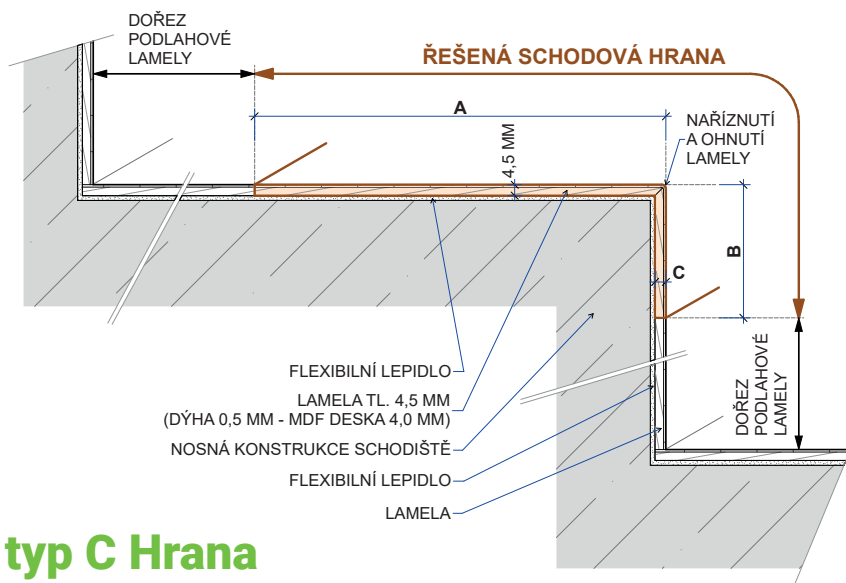 DOŘEZ
PODLAHOVÉ
LAMELY
ŘEŠENÁ SCHODOVÁ HRANA
A
NAŘÍZNUTÍ
A OHNUTÍ
LAMELY
4,5 MM
B
C
FLEXIBILNÍ LEPIDLO
LAMELA TL. 4,5 MM
(DÝHA 0,5 MM - MDF DESKA 4,0 MM)
NOSNÁ KONSTRUKCE SCHODIŠTĚ
FLEXIBILNÍ LEPIDLO
LAMELA
DOŘEZ
PODLAHOVÉ
LAMELY
typ C Hrana